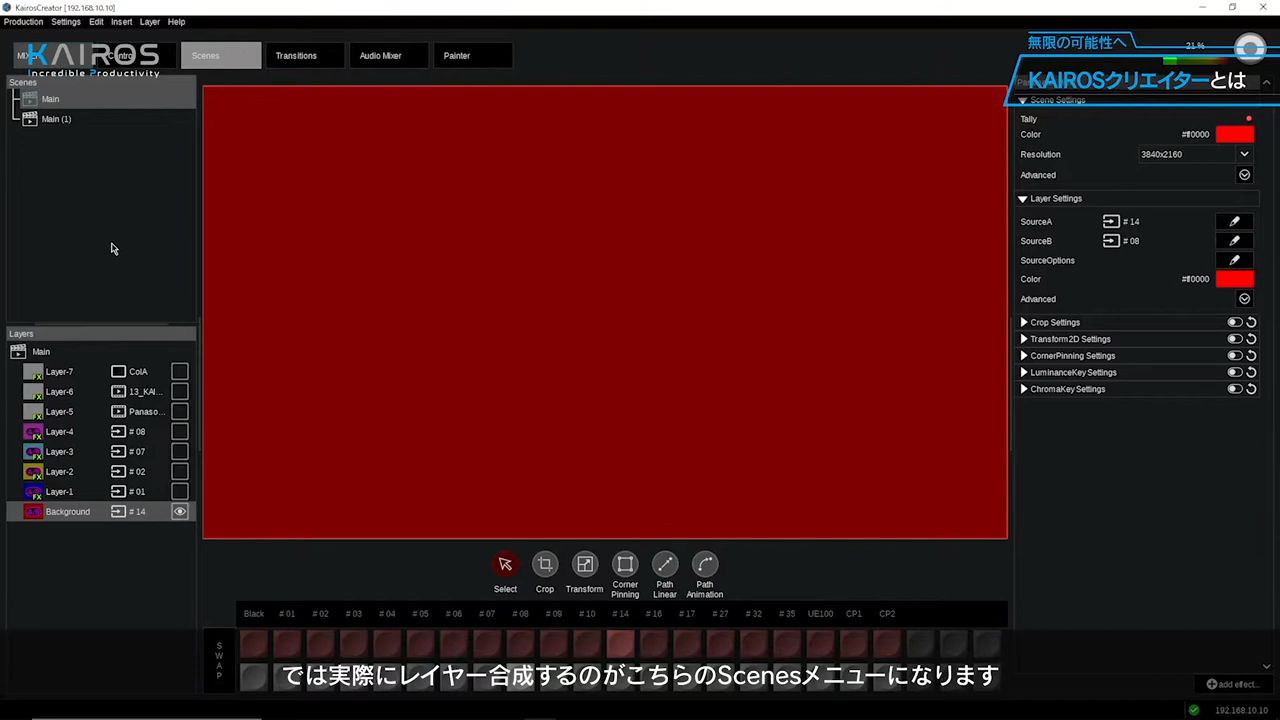 KairosCreator [192.168.10.10]
Production Settings Edit Insert Layer Help
KAIROS
Incredible Productivity
Scenes Transitions Audio Mixer Painter
無限の可能性へ
21 %
KAIROSクリエイターとは
Scenes
Main
Main (1)
Scene Settings
Tally
Color #ff0000
Resolution 3840x2160
Advanced
Layer Settings
SourceA # 14
SourceB # 08
SourceOptions
Color #ff0000
Advanced
Crop Settings
Transform2D Settings
CornerPinning Settings
LuminanceKey Settings
ChromaKey Settings
Layers
Main
Layer-7 ColA
Layer-6 13_KAI...
Layer-5 Panaso...
Layer-4 # 08
Layer-3 # 07
Layer-2 # 02
Layer-1 # 01
Background # 14
Select Crop Transform Corner Pinning Path Linear Path Animation
Black # 01 # 02 # 03 # 04 # 05 # 06 # 07 # 08 # 09 # 10 # 14 # 16 # 17 # 27 # 32 # 35 UE100 CP1 CP2
SWAP
では実際にレイヤー合成するのがこちらのScenesメニューになります
add effect...
192.168.10.10